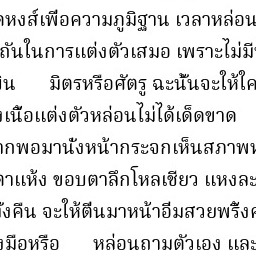 ดหงส์เพื่อความภูมิฐาน เวลาหล่อน
ถันในการแต่งตัวเสมอ เพราะไม่มี
ิน มิตรหรือศัตรู ฉะนั้นจะให้ใค
งเนื้อแต่งตัวหล่อนไม่ได้เด็ดขาด
ากพอมานั่งหน้ากระจกเห็นสภาพห
ตาแห้ง ขอบตาลึกโหลเชียว แหงละ
ทั้งคืน จะให้ตื่นมาหน้าอิ่มสวยพริ้งค
งมือหรือ หล่อนถามตัวเอง และ